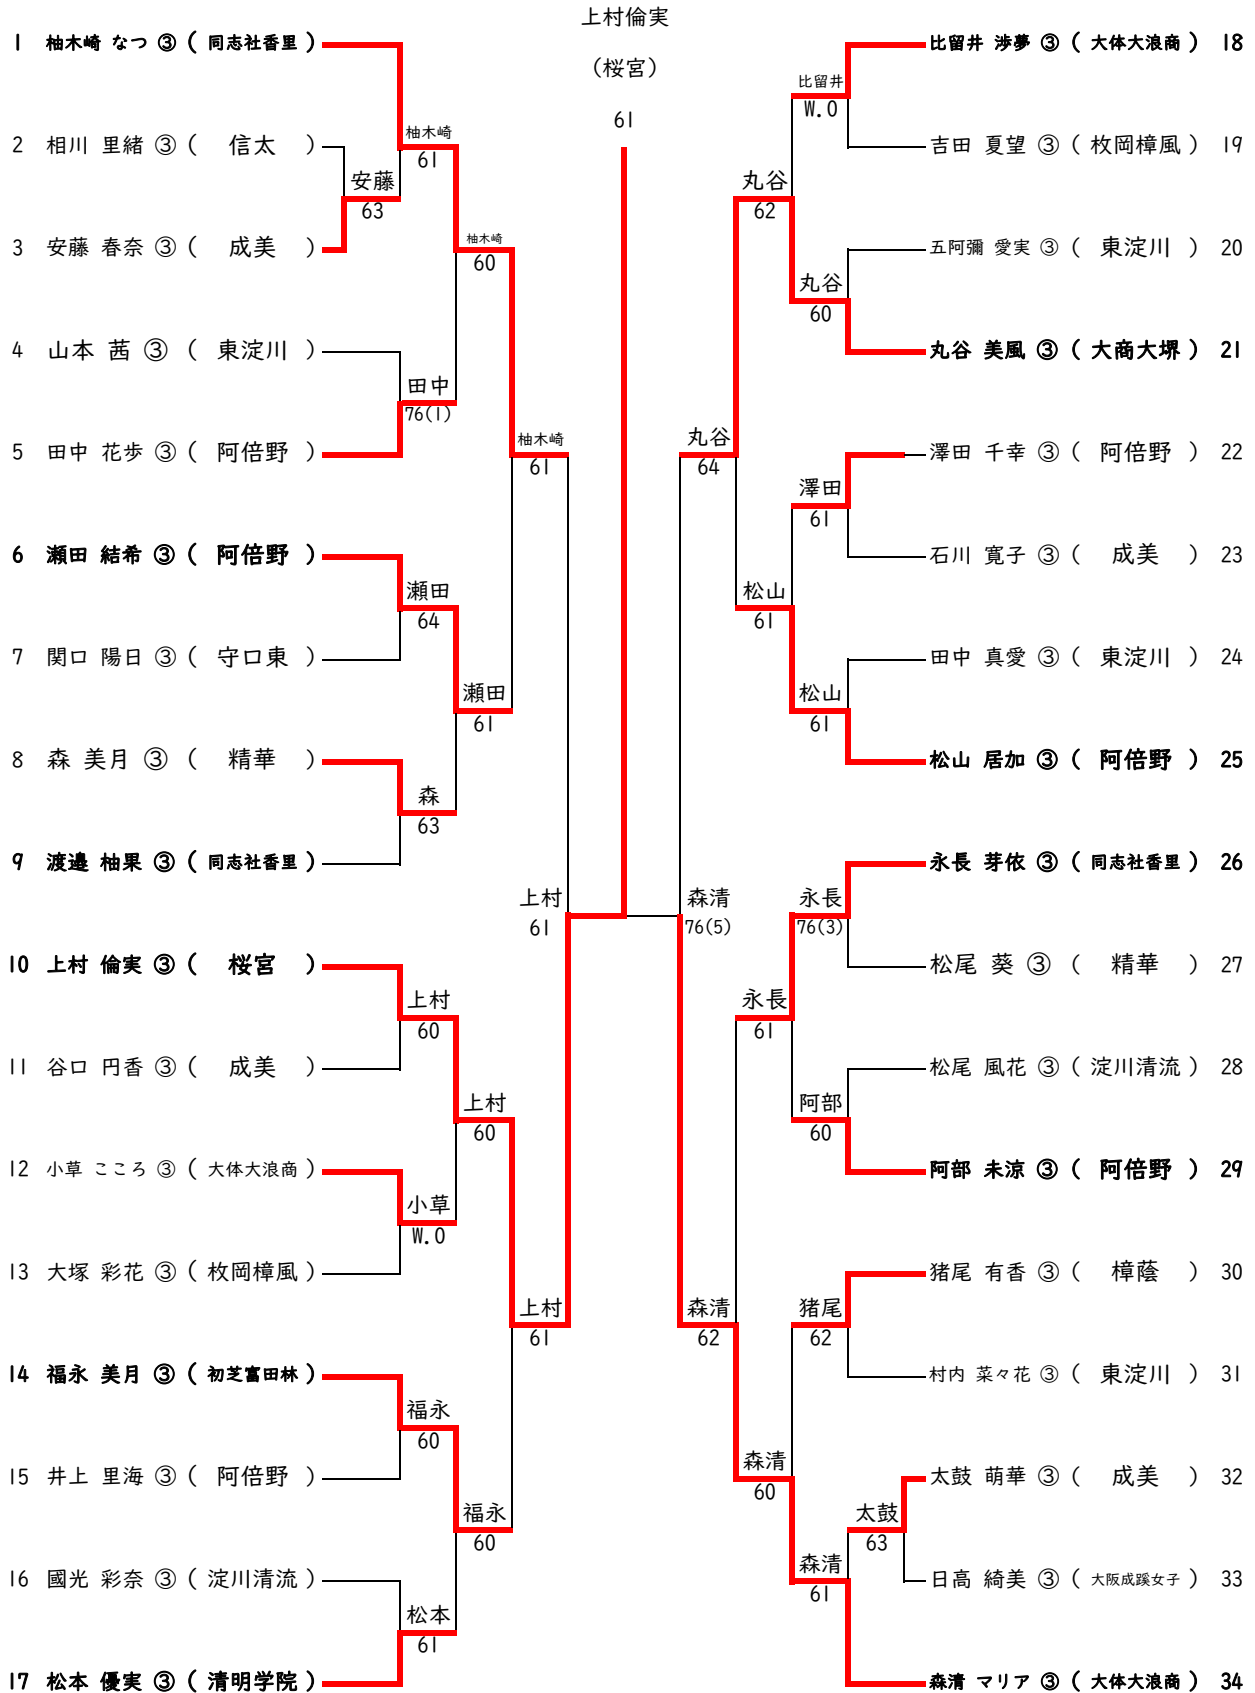 上村倫実
（桜宮）
61
1 柚木﨑 なつ ③ ( 同志社香里 )
2 相川 里緒 ③ ( 信太 )
3 安藤 春奈 ③ ( 成美 )
4 山本 茜 ③ ( 東淀川 )
5 田中 花歩 ③ ( 阿倍野 )
6 瀬田 結希 ③ ( 阿倍野 )
7 関口 陽日 ③ ( 守口東 )
8 森 美月 ③ ( 精華 )
9 渡邉 柚果 ③ ( 同志社香里 )
10 上村 倫実 ③ ( 桜宮 )
11 谷口 円香 ③ ( 成美 )
12 小草 こころ ③ ( 大体大浪商 )
13 大塚 彩花 ③ ( 枚岡樟風 )
14 福永 美月 ③ ( 初芝富田林 )
15 井上 里海 ③ ( 阿倍野 )
16 國光 彩奈 ③ ( 淀川清流 )
17 松本 優実 ③ ( 清明学院 )
安藤
63
柚木﨑
61
田中
76(1)
瀬田
64
森
63
上村
60
小草
W.O
福永
60
松本
61
柚木﨑
60
瀬田
61
上村
60
福永
60
柚木﨑
61
上村
61
上村
61
森清
76(5)
丸谷
64
森清
62
丸谷
62
松山
61
永長
61
森清
60
比留井
W.O
丸谷
60
澤田
61
松山
61
永長
76(3)
阿部
60
猪尾
62
森清
61
太鼓
63
比留井 渉夢 ③ ( 大体大浪商 ) 18
吉田 夏望 ③ ( 枚岡樟風 ) 19
五阿彌 愛実 ③ ( 東淀川 ) 20
丸谷 美風 ③ ( 大商大堺 ) 21
澤田 千幸 ③ ( 阿倍野 ) 22
石川 寛子 ③ ( 成美 ) 23
田中 真愛 ③ ( 東淀川 ) 24
松山 居加 ③ ( 阿倍野 ) 25
永長 芽依 ③ ( 同志社香里 ) 26
松尾 葵 ③ ( 精華 ) 27
松尾 風花 ③ ( 淀川清流 ) 28
阿部 未涼 ③ ( 阿倍野 ) 29
猪尾 有香 ③ ( 樟蔭 ) 30
村内 菜々花 ③ ( 東淀川 ) 31
太鼓 萌華 ③ ( 成美 ) 32
日高 綺美 ③ ( 大阪成蹊女子 ) 33
森清 マリア ③ ( 大体大浪商 ) 34